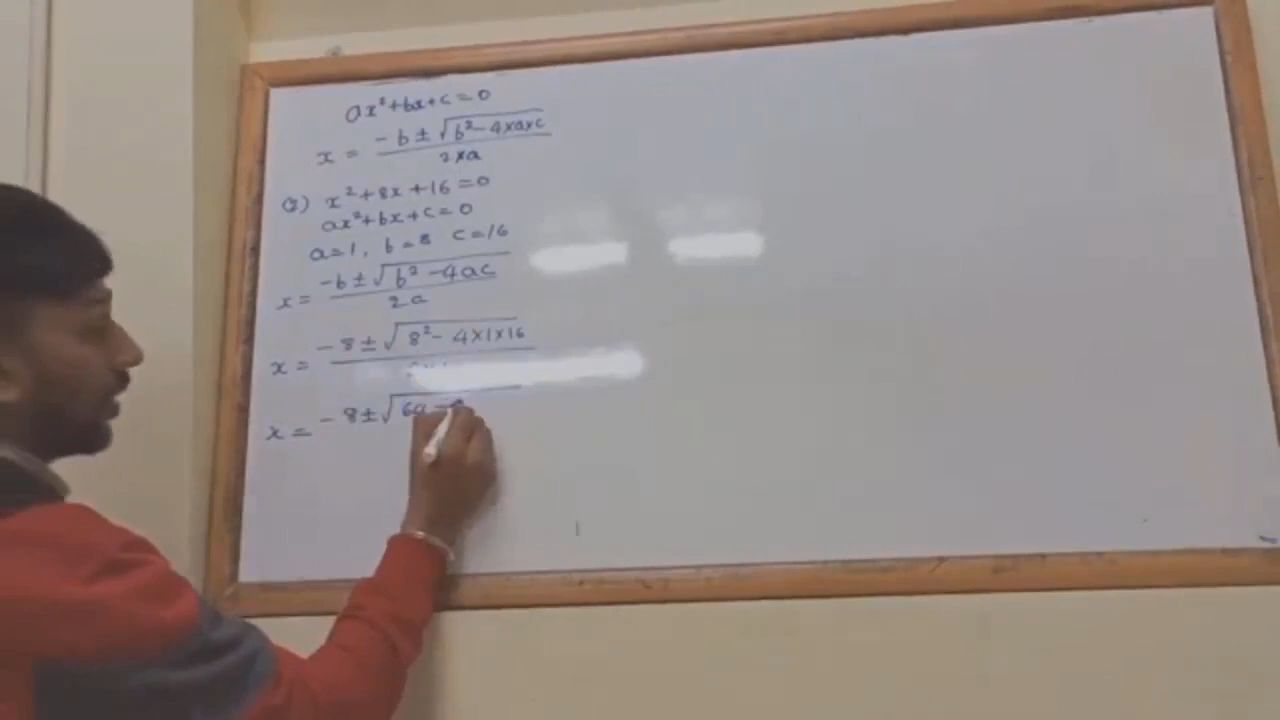 ax²+bx+c=0
x = (-b ± √(b²-4×a×c))/(2×a)
Q) x²+8x+16=0
ax²+bx+c=0
a=1, b=8 c=16
x = (-b±√(b²-4ac))/(2a)
x = (-8±√(8²-4×1×16))
x = -8±√